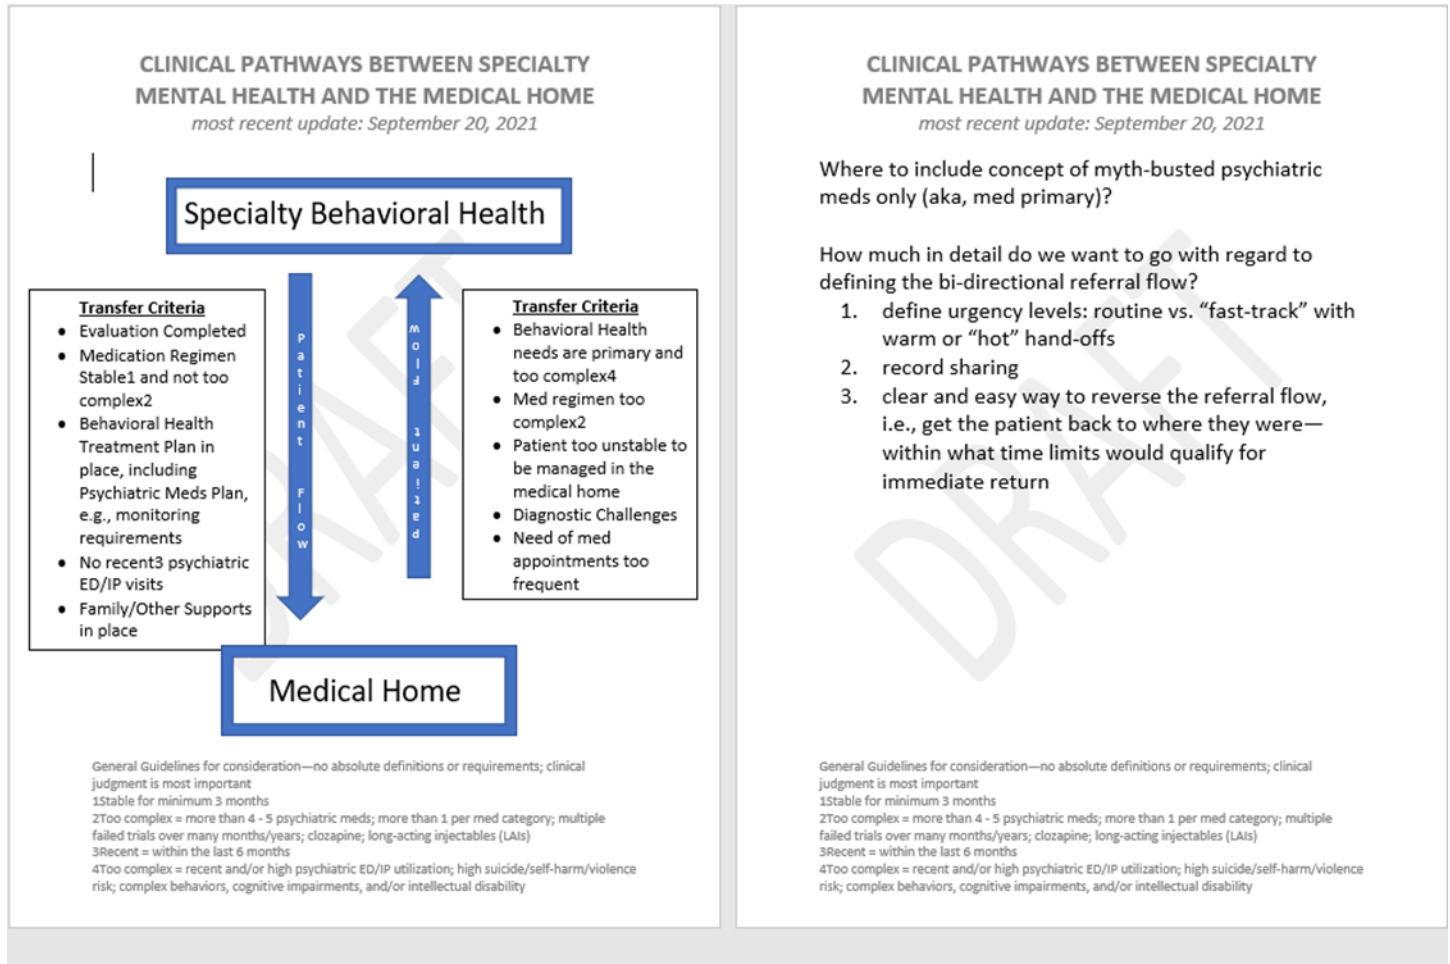 CLINICAL PATHWAYS BETWEEN SPECIALTY
MENTAL HEALTH AND THE MEDICAL HOME
most recent update: September 20, 2021
Specialty Behavioral Health
Transfer Criteria
• Evaluation Completed
• Medication Regimen
Stable1 and not too
complex2
• Behavioral Health
Treatment Plan in
place, including
Psychiatric Meds Plan,
e.g., monitoring
requirements
• No recent3 psychiatric
ED/IP visits
• Family/Other Supports
in place
Patient Flow
Patient Flow
Transfer Criteria
• Behavioral Health
needs are primary and
too complex4
• Med regimen too
complex2
• Patient too unstable to
be managed in the
medical home
• Diagnostic Challenges
• Need of med
appointments too
frequent
Medical Home
DRAFT
General Guidelines for consideration—no absolute definitions or requirements; clinical
judgment is most important
1Stable for minimum 3 months
2Too complex = more than 4 - 5 psychiatric meds; more than 1 per med category; multiple
failed trials over many months/years; clozapine; long-acting injectables (LAIs)
3Recent = within the last 6 months
4Too complex = recent and/or high psychiatric ED/IP utilization; high suicide/self-harm/violence
risk; complex behaviors, cognitive impairments, and/or intellectual disability
CLINICAL PATHWAYS BETWEEN SPECIALTY
MENTAL HEALTH AND THE MEDICAL HOME
most recent update: September 20, 2021
Where to include concept of myth-busted psychiatric
meds only (aka, med primary)?
How much in detail do we want to go with regard to
defining the bi-directional referral flow?
1. define urgency levels: routine vs. “fast-track” with
warm or “hot” hand-offs
2. record sharing
3. clear and easy way to reverse the referral flow,
i.e., get the patient back to where they were—
within what time limits would qualify for
immediate return
DRAFT
General Guidelines for consideration—no absolute definitions or requirements; clinical
judgment is most important
1Stable for minimum 3 months
2Too complex = more than 4 - 5 psychiatric meds; more than 1 per med category; multiple
failed trials over many months/years; clozapine; long-acting injectables (LAIs)
3Recent = within the last 6 months
4Too complex = recent and/or high psychiatric ED/IP utilization; high suicide/self-harm/violence
risk; complex behaviors, cognitive impairments, and/or intellectual disability